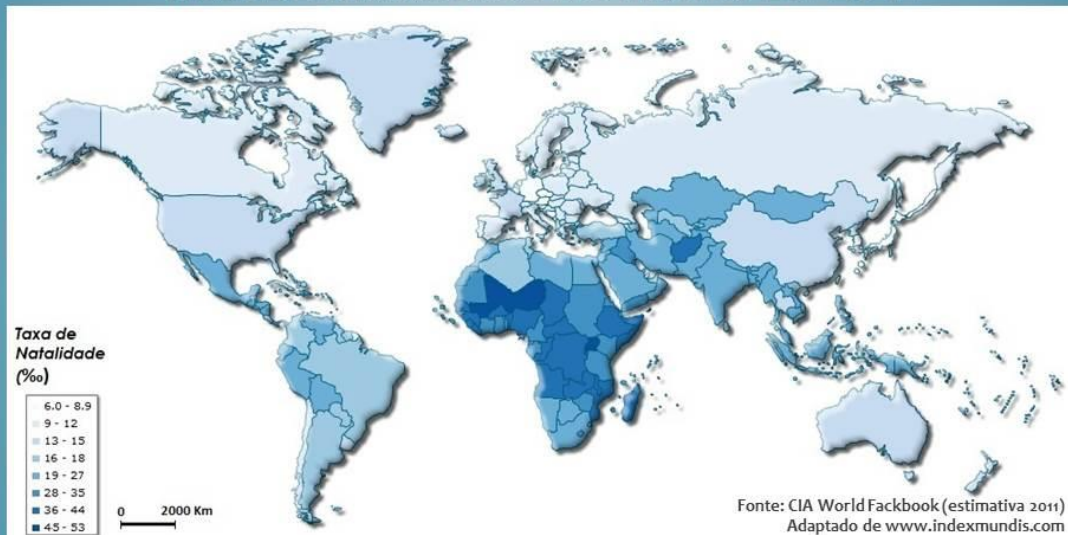 Taxa de
Natalidade
(‰)
6.0 - 8.9
9 - 12
13 - 15
16 - 18
19 - 27
28 - 35
36 - 44
45 - 53
0 2000 Km
Fonte: CIA World Fackbook (estimativa 2011)
Adaptado de www.indexmundis.com